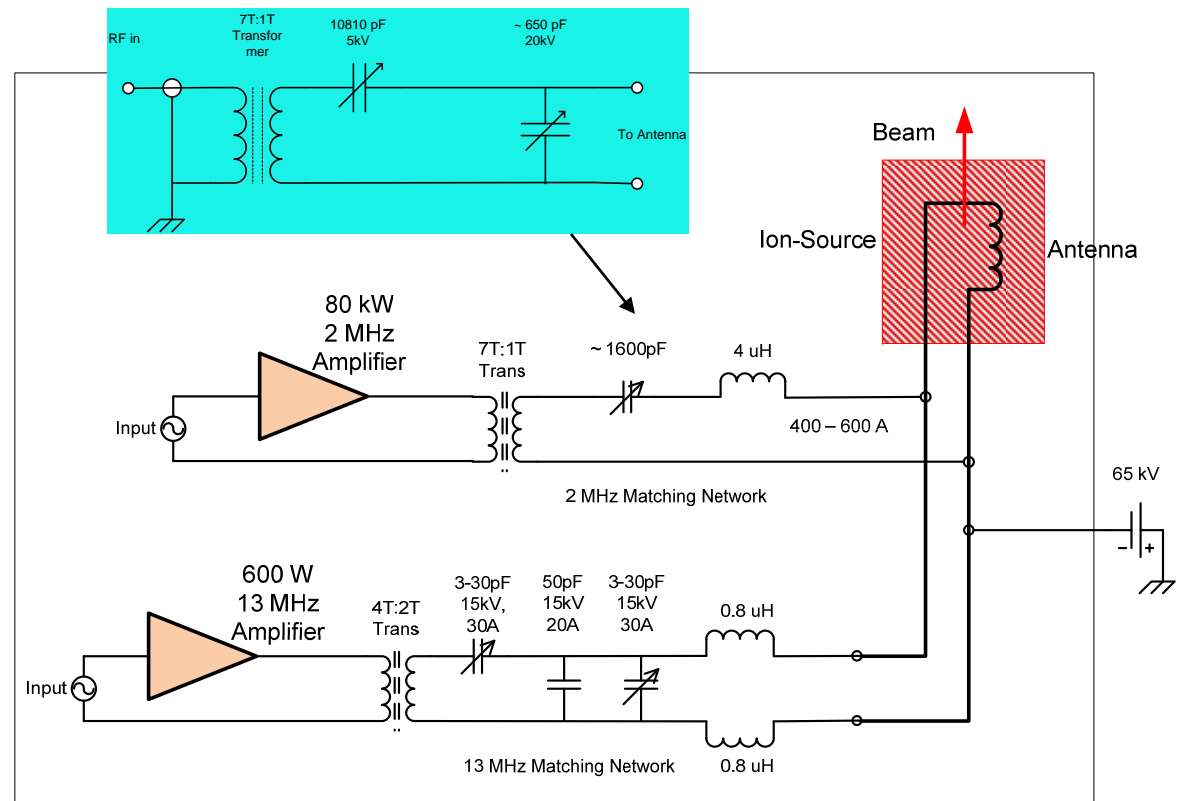 RF in
7T:1T
Transfor
mer
10810 pF
5kV
~ 650 pF
20kV
To Antenna
Beam
Ion-Source
Antenna
80 kW
2 MHz
Amplifier
7T:1T
Trans
~ 1600pF
4 uH
Input
400 – 600 A
2 MHz Matching Network
65 kV
– +
600 W
13 MHz
Amplifier
4T:2T
Trans
3-30pF
15kV,
30A
50pF
15kV
20A
3-30pF
15kV
30A
0.8 uH
Input
13 MHz Matching Network
0.8 uH